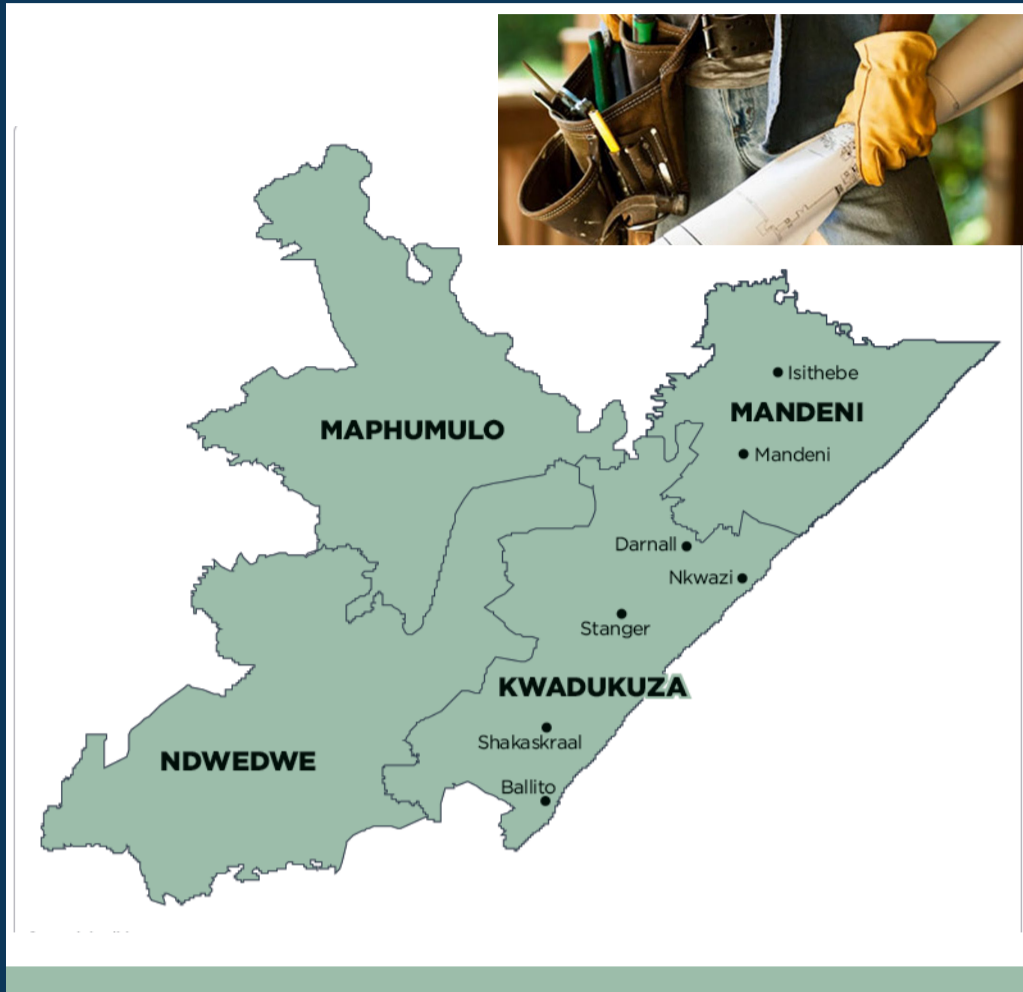 Isithebe
MANDENI
MAPHUMULO
Mandeni
Darnall
Nkwazi
Stanger
KWADUKUZA
Shakaskraal
NDWEDWE
Ballito